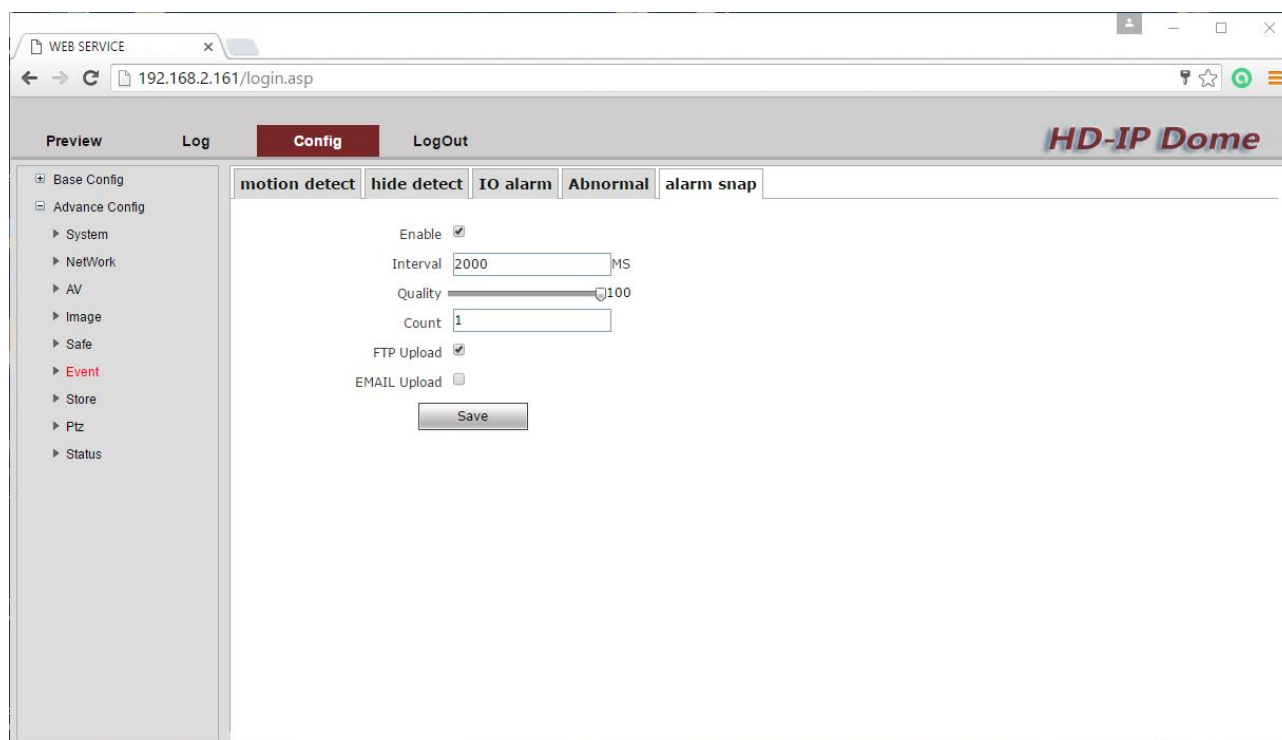 WEB SERVICE
192.168.2.161/login.asp
Preview Log Config LogOut HD-IP Dome
Base Config
Advance Config
System
NetWork
AV
Image
Safe
Event
Store
Ptz
Status
motion detect hide detect IO alarm Abnormal alarm snap
Enable
Interval 2000 MS
Quality 100
Count 1
FTP Upload
EMAIL Upload
Save